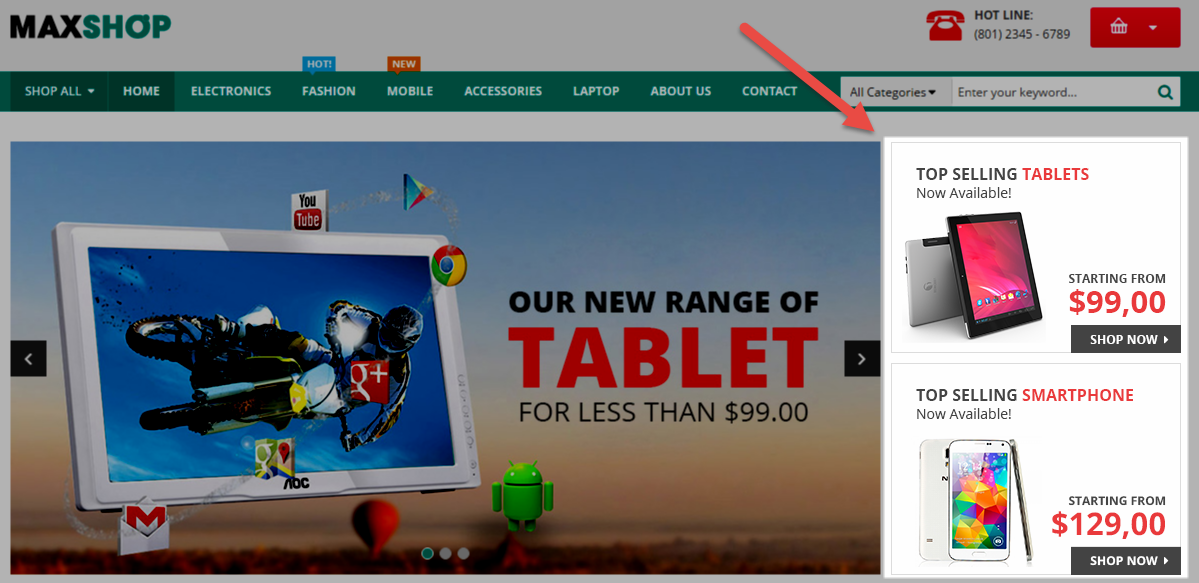 MAXSHOP
HOT LINE:
(801) 2345 - 6789
HOT!
NEW
SHOP ALL
HOME
ELECTRONICS
FASHION
MOBILE
ACCESSORIES
LAPTOP
ABOUT US
CONTACT
All Categories
Enter your keyword...
You
Tube
g+
g
AOC
OUR NEW RANGE OF
TABLET
FOR LESS THAN $99.00
TOP SELLING TABLETS
Now Available!
STARTING FROM
$99,00
SHOP NOW
TOP SELLING SMARTPHONE
Now Available!
STARTING FROM
$129,00
SHOP NOW